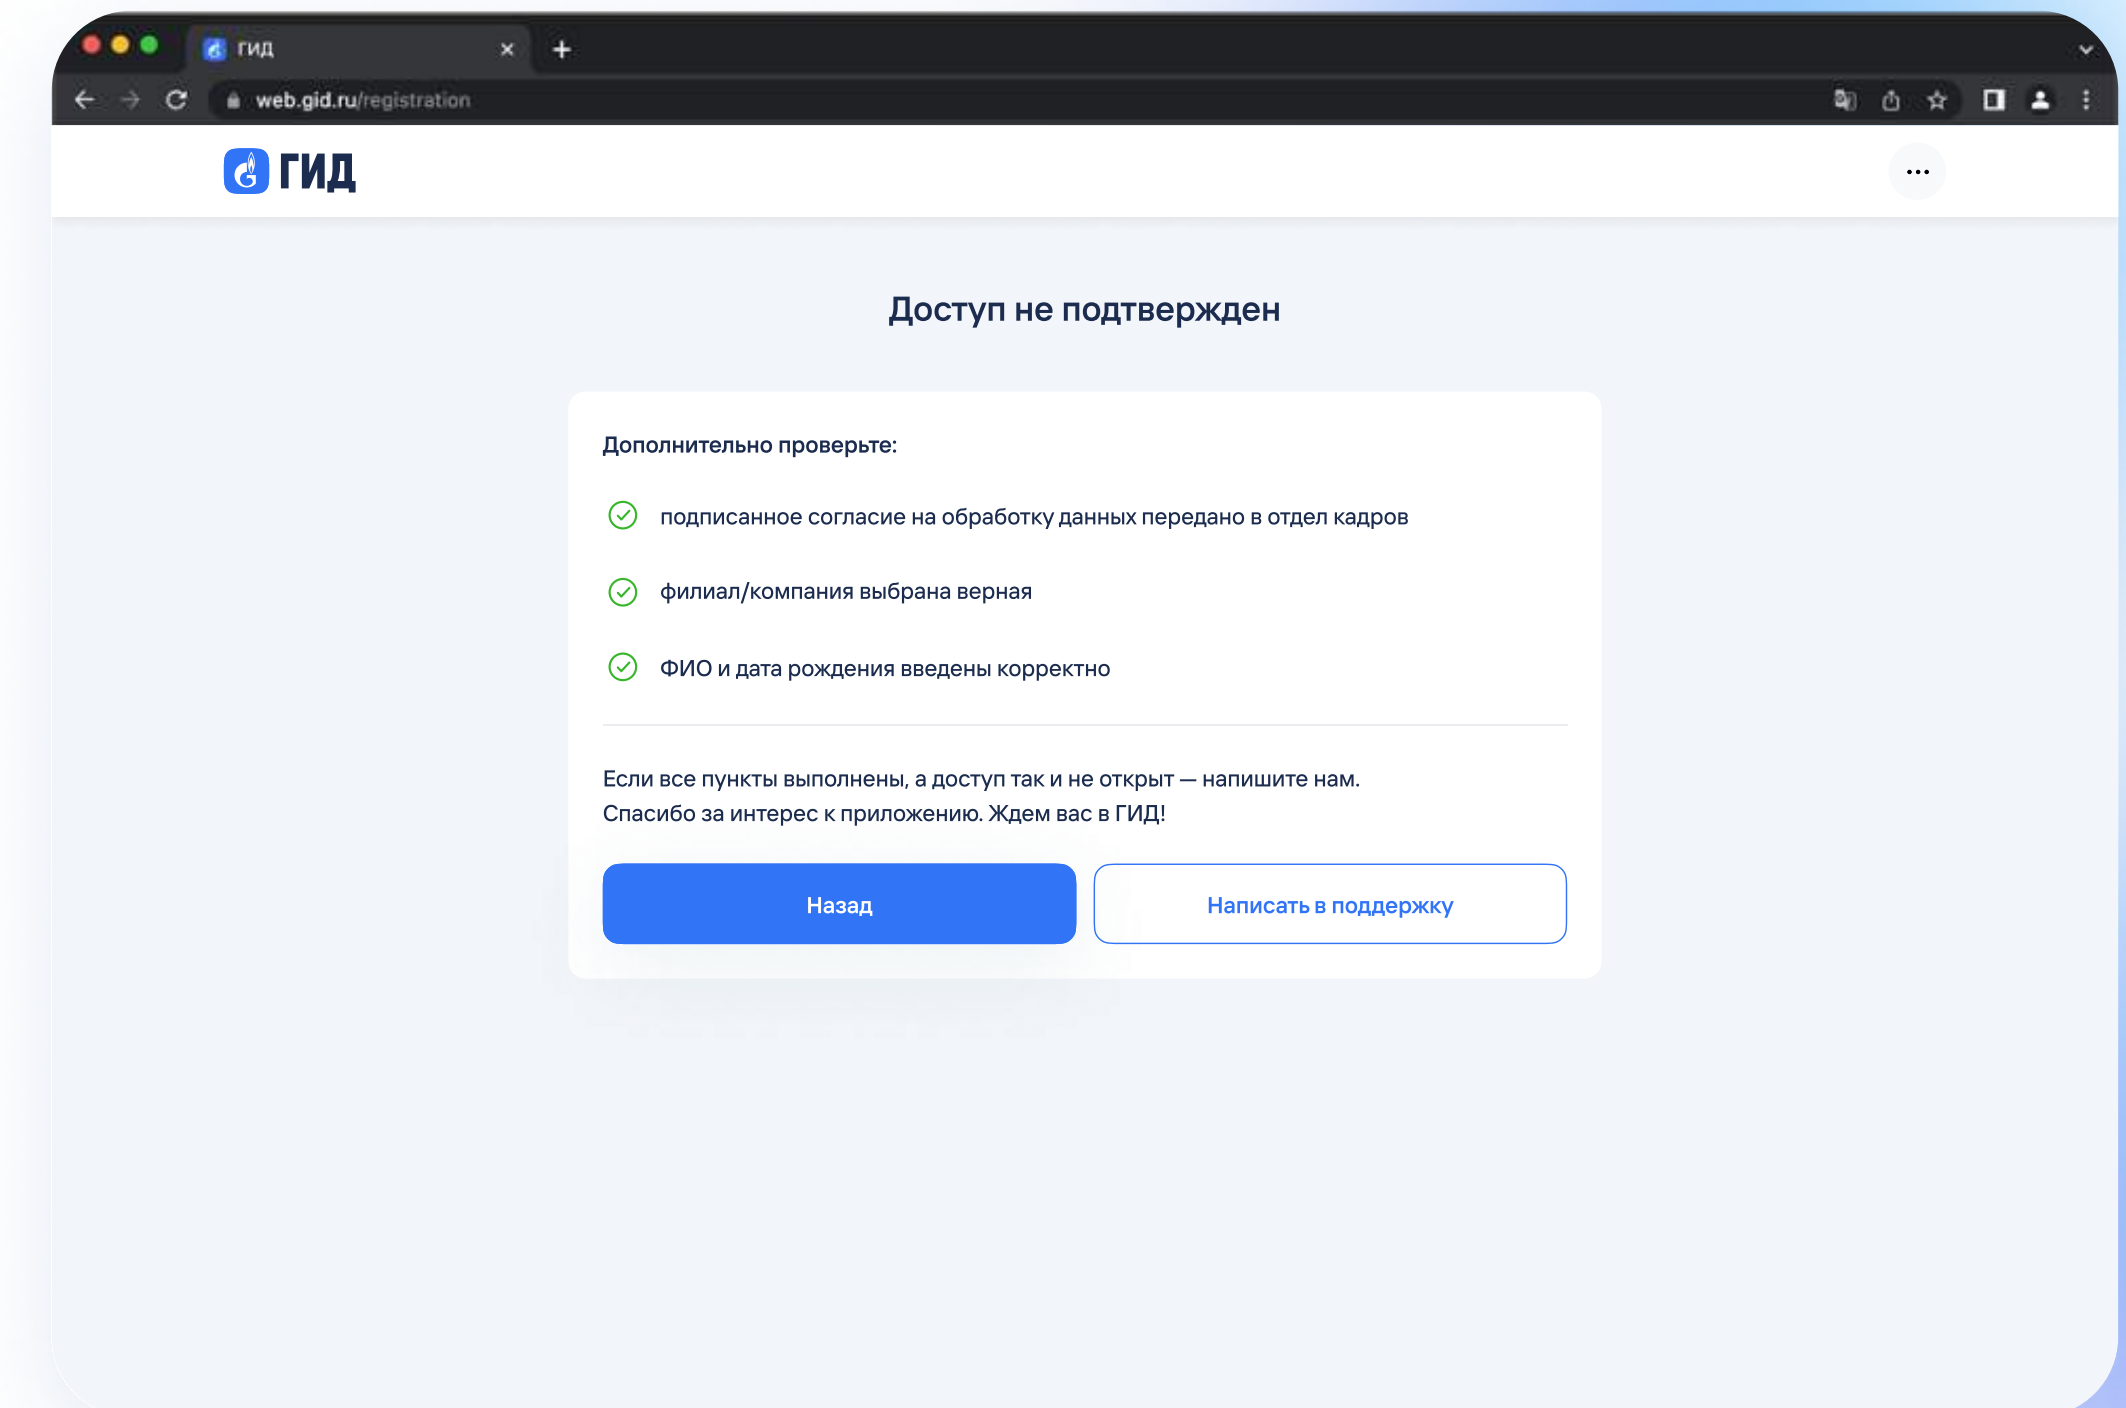 ГИД
web.gid.ru/registration
ГИД
Доступ не подтвержден
Дополнительно проверьте:
подписанное согласие на обработку данных передано в отдел кадров
филиал/компания выбрана верная
ФИО и дата рождения введены корректно
Если все пункты выполнены, а доступ так и не открыт — напишите нам.
Спасибо за интерес к приложению. Ждем вас в ГИД!
Назад
Написать в поддержку